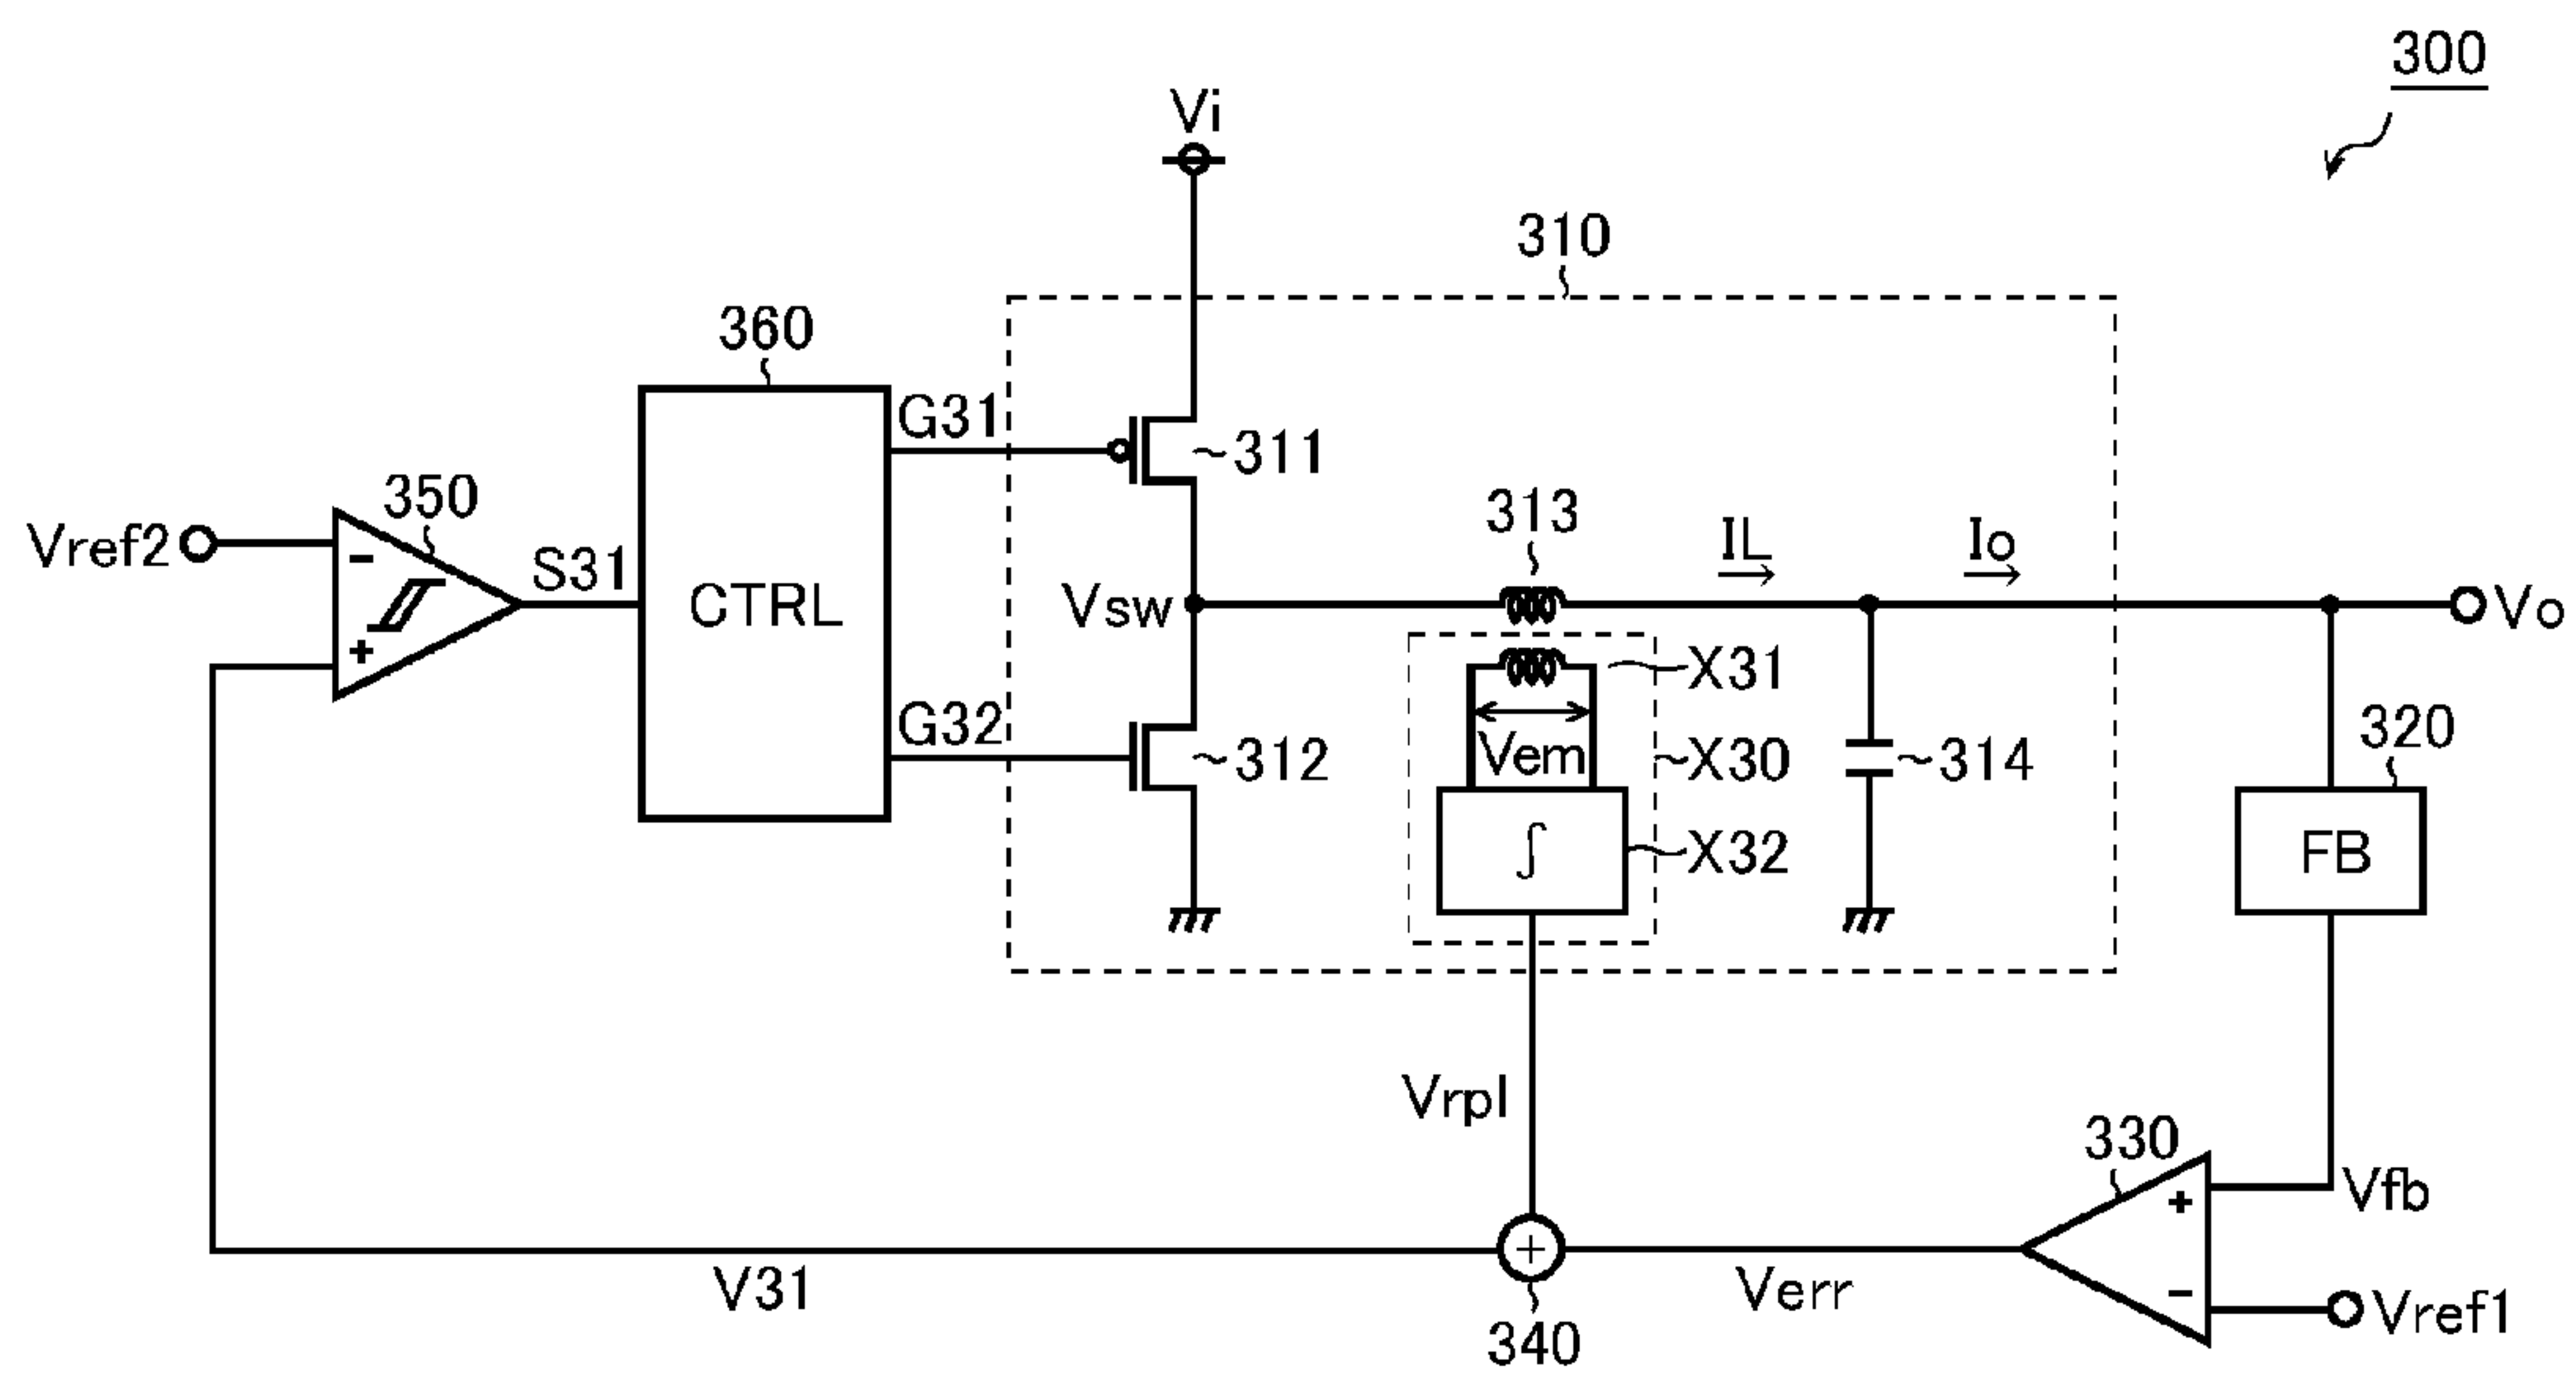 300
Vi
310
360
G31
311
350
313
IL
Io
Vref2
-
S31
CTRL
Vsw
Vo
+
X31
G32
312
Vem
X30
314
320
∫
X32
FB
Vrpl
330
+
Vfb
V31
+
Verr
-
Vref1
340